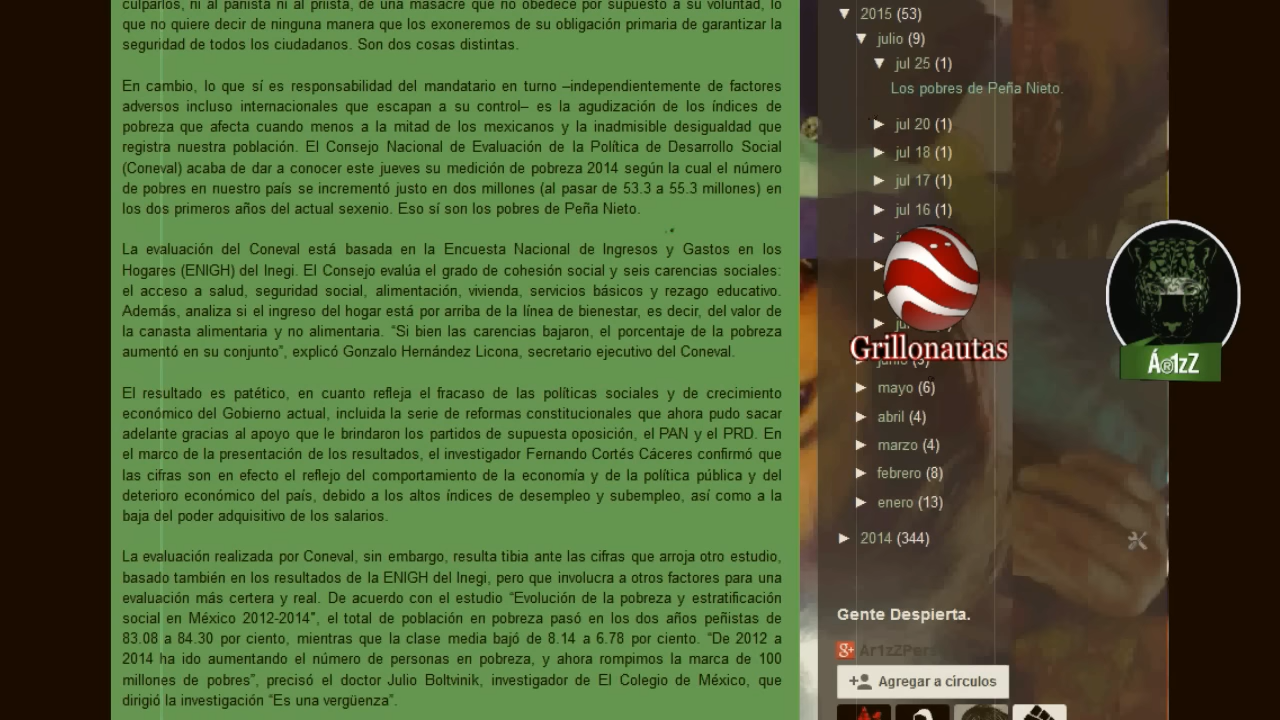 culparlos, ni al panista ni al priista, de una masacre que no obedece por supuesto a su voluntad, lo
que no quiere decir de ninguna manera que los exoneremos de su obligación primaria de garantizar la
seguridad de todos los ciudadanos. Son dos cosas distintas.
En cambio, lo que sí es responsabilidad del mandatario en turno –independientemente de factores
adversos incluso internacionales que escapan a su control– es la agudización de los índices de
pobreza que afecta cuando menos a la mitad de los mexicanos y la inadmisible desigualdad que
registra nuestra población. El Consejo Nacional de Evaluación de la Política de Desarrollo Social
(Coneval) acaba de dar a conocer este jueves su medición de pobreza 2014 según la cual el número
de pobres en nuestro país se incrementó justo en dos millones (al pasar de 53.3 a 55.3 millones) en
los dos primeros años del actual sexenio. Eso sí son los pobres de Peña Nieto.
La evaluación del Coneval está basada en la Encuesta Nacional de Ingresos y Gastos en los
Hogares (ENIGH) del Inegi. El Consejo evalúa el grado de cohesión social y seis carencias sociales:
el acceso a salud, seguridad social, alimentación, vivienda, servicios básicos y rezago educativo.
Además, analiza si el ingreso del hogar está por arriba de la línea de bienestar, es decir, del valor de
la canasta alimentaria y no alimentaria. “Si bien las carencias bajaron, el porcentaje de la pobreza
aumentó en su conjunto”, explicó Gonzalo Hernández Licona, secretario ejecutivo del Coneval.
El resultado es patético, en cuanto refleja el fracaso de las políticas sociales y de crecimiento
económico del Gobierno actual, incluida la serie de reformas constitucionales que ahora pudo sacar
adelante gracias al apoyo que le brindaron los partidos de supuesta oposición, el PAN y el PRD. En
el marco de la presentación de los resultados, el investigador Fernando Cortés Cáceres confirmó que
las cifras son en efecto el reflejo del comportamiento de la economía y de la política pública y del
deterioro económico del país, debido a los altos índices de desempleo y subempleo, así como a la
baja del poder adquisitivo de los salarios.
La evaluación realizada por Coneval, sin embargo, resulta tibia ante las cifras que arroja otro estudio,
basado también en los resultados de la ENIGH del Inegi, pero que involucra a otros factores para una
evaluación más certera y real. De acuerdo con el estudio “Evolución de la pobreza y estratificación
social en México 2012-2014”, el total de población en pobreza pasó en los dos años peñistas de
83.08 a 84.30 por ciento, mientras que la clase media bajó de 8.14 a 6.78 por ciento. “De 2012 a
2014 ha ido aumentando el número de personas en pobreza, y ahora rompimos la marca de 100
millones de pobres”, precisó el doctor Julio Boltvinik, investigador de El Colegio de México, que
dirigió la investigación “Es una vergüenza”.
▼ 2015 (53)
▼ julio (9)
▼ jul 25 (1)
Los pobres de Peña Nieto.
► jul 20 (1)
► jul 18 (1)
► jul 17 (1)
► jul 16 (1)
Grillonautas
► junio (3)
► mayo (6)
► abril (4)
► marzo (4)
► febrero (8)
► enero (13)
► 2014 (344)
Á®1zZ
Gente Despierta.
g+ Ar1zZPers
Agregar a círculos